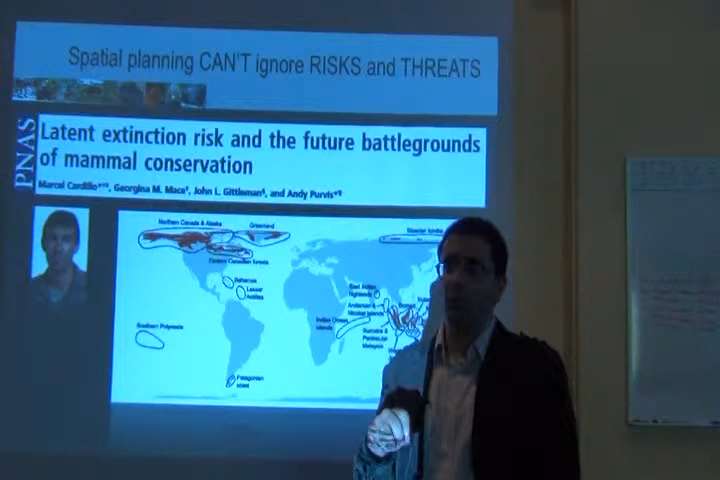 Spatial planning CAN'T ignore RISKS and THREATS
PNAS
Latent extinction risk and the future battlegrounds
of mammal conservation
Marcel Cardillo, Georgina M. Mace, John L. Gittleman, and Andy Purvis
Northern Canada & Alaska
Greenland
Siberian tundra
Eastern Canadian forests
Bahamas
Lesser
Antilles
East Indian
highlands
Andaman &
Nicobar Islands
Borneo
Indian Ocean
islands
Southern Polynesia
Sumatra &
Peninsular
Malaysia
Patagonian
coast